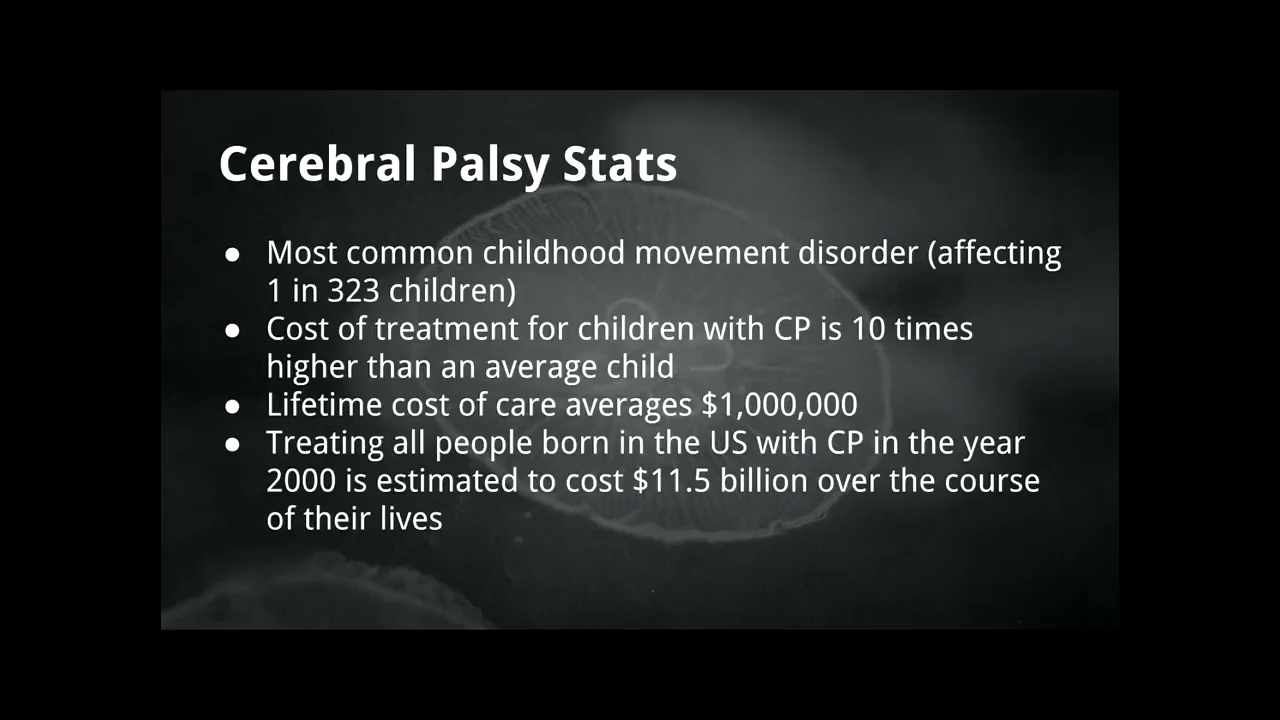 Cerebral Palsy Stats
● Most common childhood movement disorder (affecting
1 in 323 children)
● Cost of treatment for children with CP is 10 times
higher than an average child
● Lifetime cost of care averages $1,000,000
● Treating all people born in the US with CP in the year
2000 is estimated to cost $11.5 billion over the course
of their lives